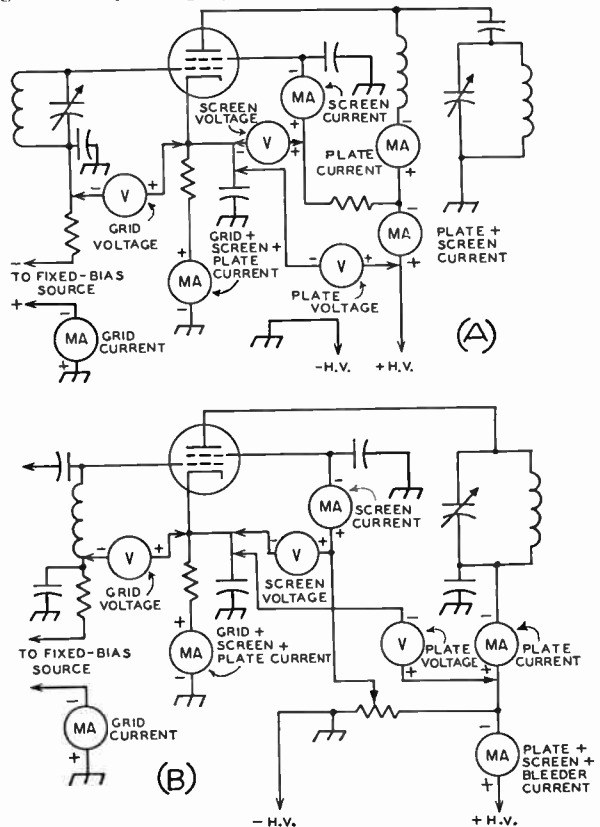 MA
SCREEN
VOLTAGE
V
SCREEN
CURRENT
PLATE
CURRENT
MA
V
GRID
VOLTAGE
TO FIXED-BIAS
SOURCE
MA
GRID
CURRENT
MA
GRID +
SCREEN +
PLATE CURRENT
V
PLATE
VOLTAGE
MA
PLATE +
SCREEN
CURRENT
-H.V.
+H.V.
(A)
MA
SCREEN
CURRENT
V
GRID
VOLTAGE
V
SCREEN
VOLTAGE
TO FIXED-BIAS
SOURCE
MA
GRID +
SCREEN +
PLATE CURRENT
V
PLATE
VOLTAGE
MA
PLATE
CURRENT
MA
GRID
CURRENT
MA
PLATE +
SCREEN +
BLEEDER
CURRENT
(B)
- H.V.
+ H.V.